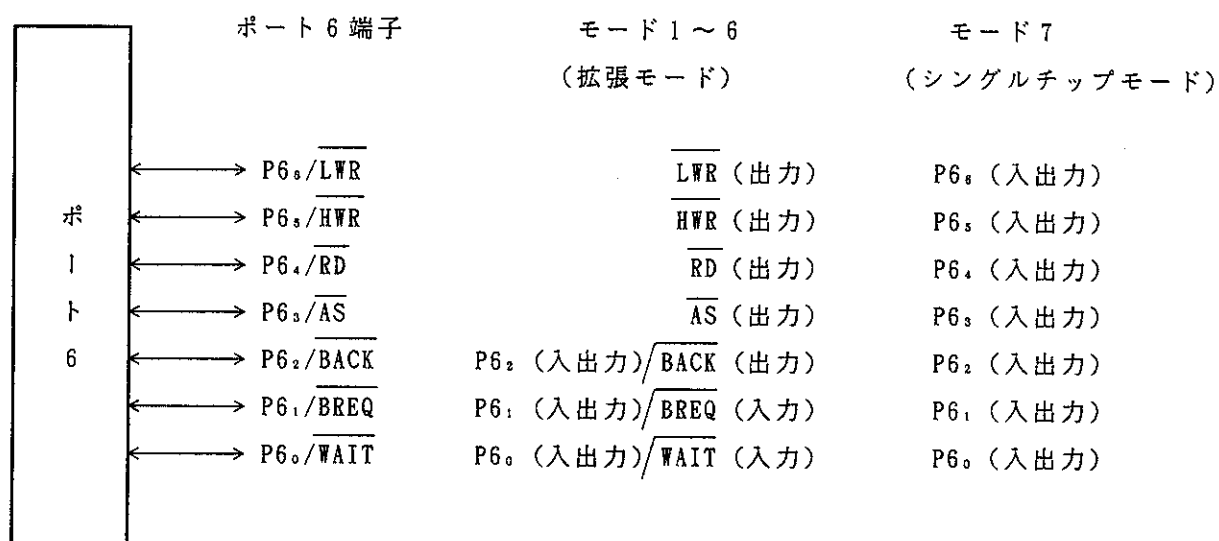 ポート6端子 モード1～6 モード7
（拡張モード） （シングルチップモード）
P6₆/LWR LWR（出力） P6₆（入出力）
P6₅/HWR HWR（出力） P6₅（入出力）
P6₄/RD RD（出力） P6₄（入出力）
P6₃/AS AS（出力） P6₃（入出力）
P6₂/BACK P6₂（入出力）/BACK（出力） P6₂（入出力）
P6₁/BREQ P6₁（入出力）/BREQ（入力） P6₁（入出力）
P6₀/WAIT P6₀（入出力）/WAIT（入力） P6₀（入出力）
ポート6